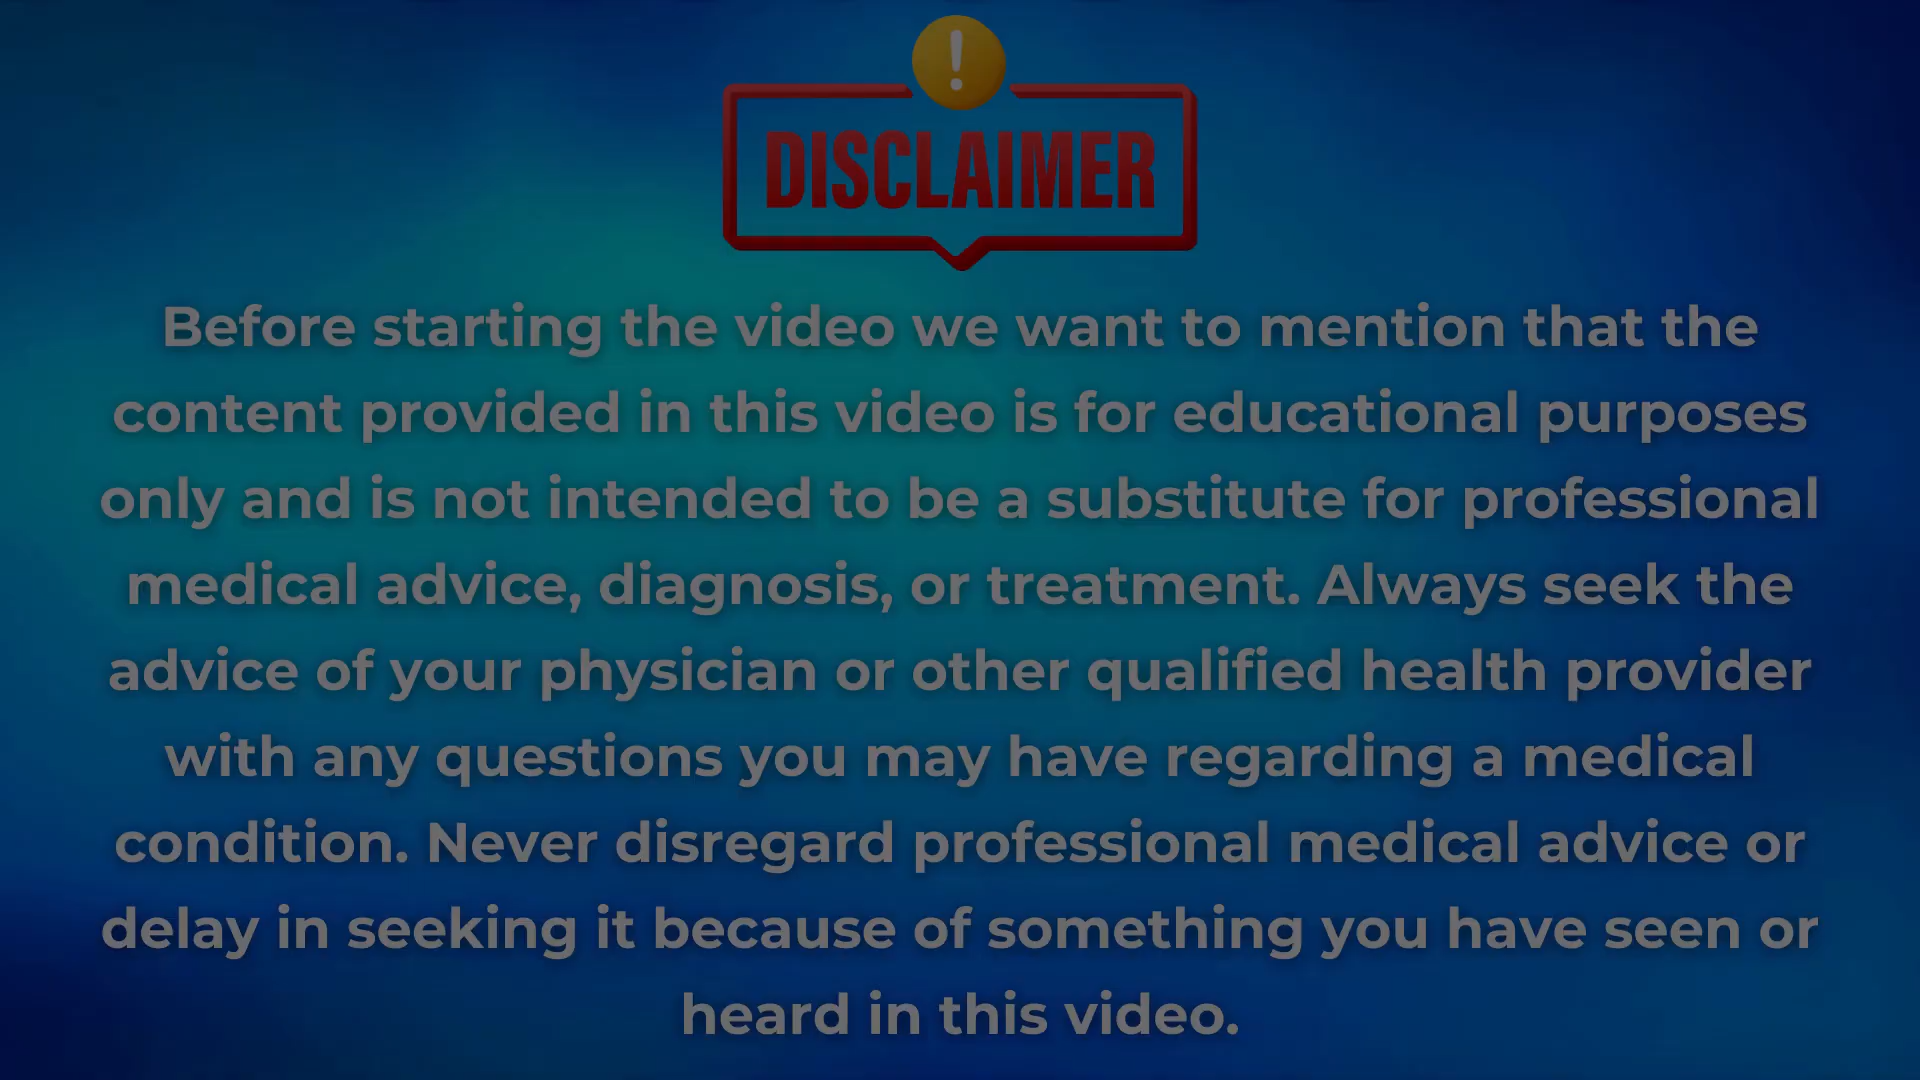 !
DISCLAIMER
Before starting the video we want to mention that the
content provided in this video is for educational purposes
only and is not intended to be a substitute for professional
medical advice, diagnosis, or treatment. Always seek the
advice of your physician or other qualified health provider
with any questions you may have regarding a medical
condition. Never disregard professional medical advice or
delay in seeking it because of something you have seen or
heard in this video.